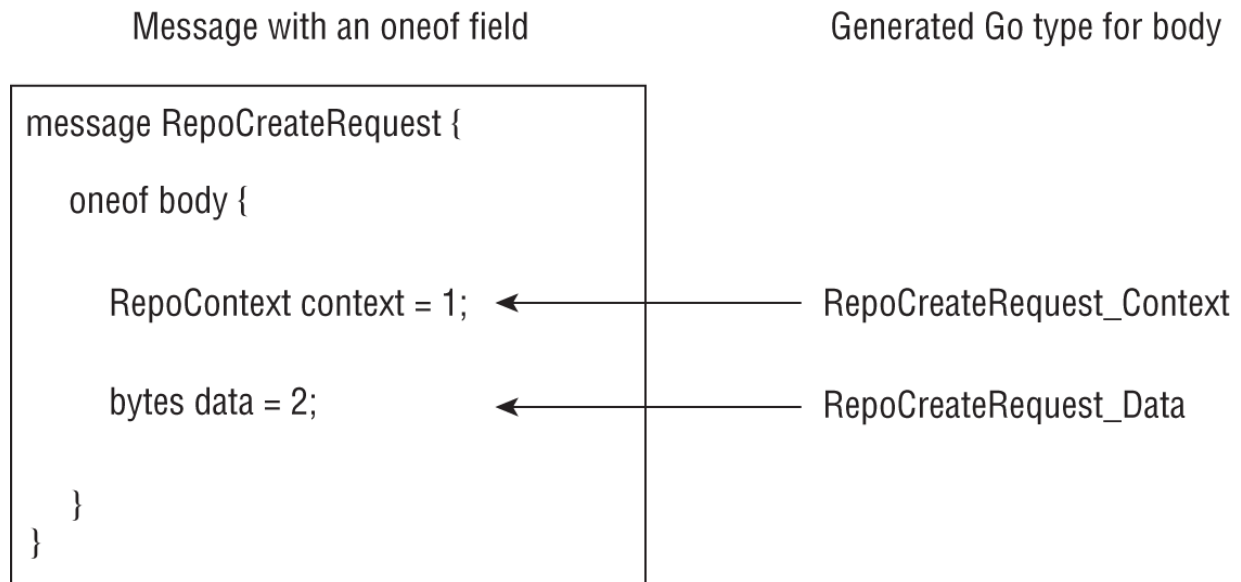 Message with an oneof field
Generated Go type for body
message RepoCreateRequest {
oneof body {
RepoContext context = 1;
RepoCreateRequest_Context
bytes data = 2;
RepoCreateRequest_Data
}
}